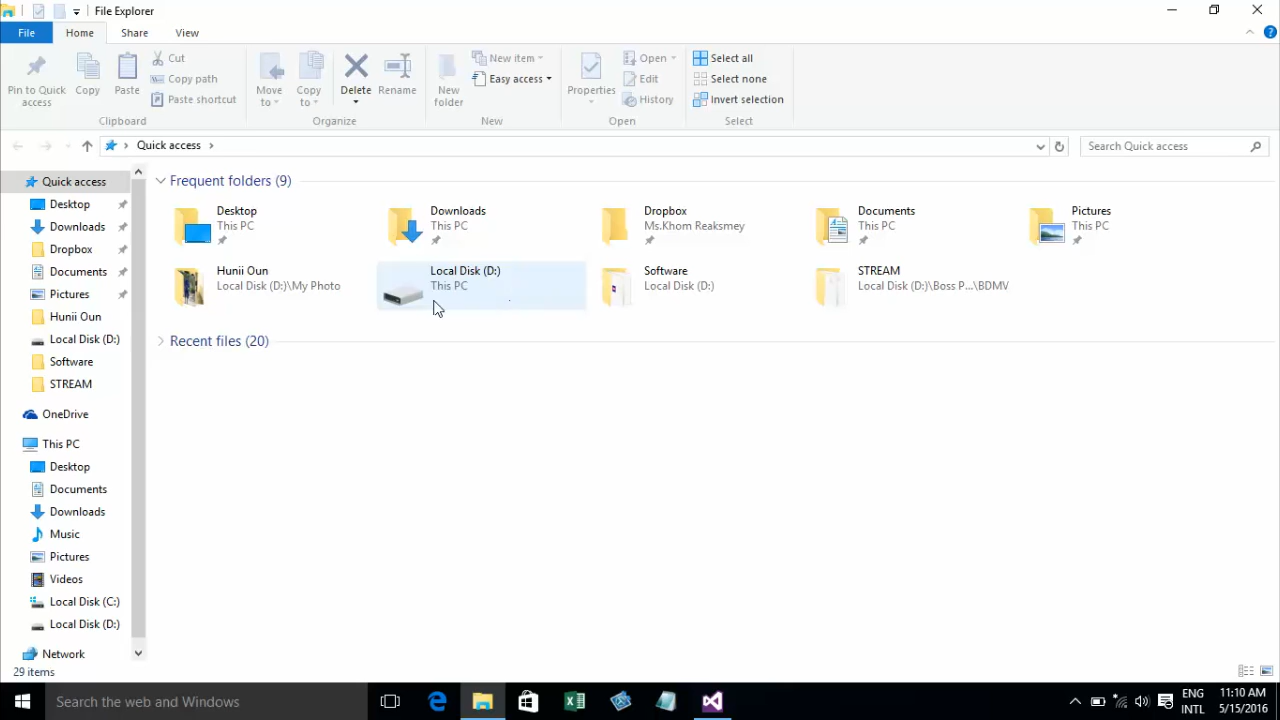 File Explorer
File
Home
Share
View
Pin to Quick access
Copy
Paste
Cut
Copy path
Paste shortcut
Clipboard
Move to
Copy to
Delete
Rename
Organize
New folder
New item
Easy access
New
Properties
Open
Edit
History
Open
Select all
Select none
Invert selection
Select
Quick access
Search Quick access
Quick access
Desktop
Downloads
Dropbox
Documents
Pictures
Hunii Oun
Local Disk (D:)
Software
STREAM
OneDrive
This PC
Desktop
Documents
Downloads
Music
Pictures
Videos
Local Disk (C:)
Local Disk (D:)
Network
Frequent folders (9)
Desktop
This PC
Downloads
This PC
Dropbox
Ms.Khom Reaksmey
Documents
This PC
Pictures
This PC
Hunii Oun
Local Disk (D:)\My Photo
Local Disk (D:)
This PC
Software
Local Disk (D:)
STREAM
Local Disk (D:)\Boss P...\BDMV
Recent files (20)
29 items
Search the web and Windows
ENG
INTL
11:10 AM
5/15/2016